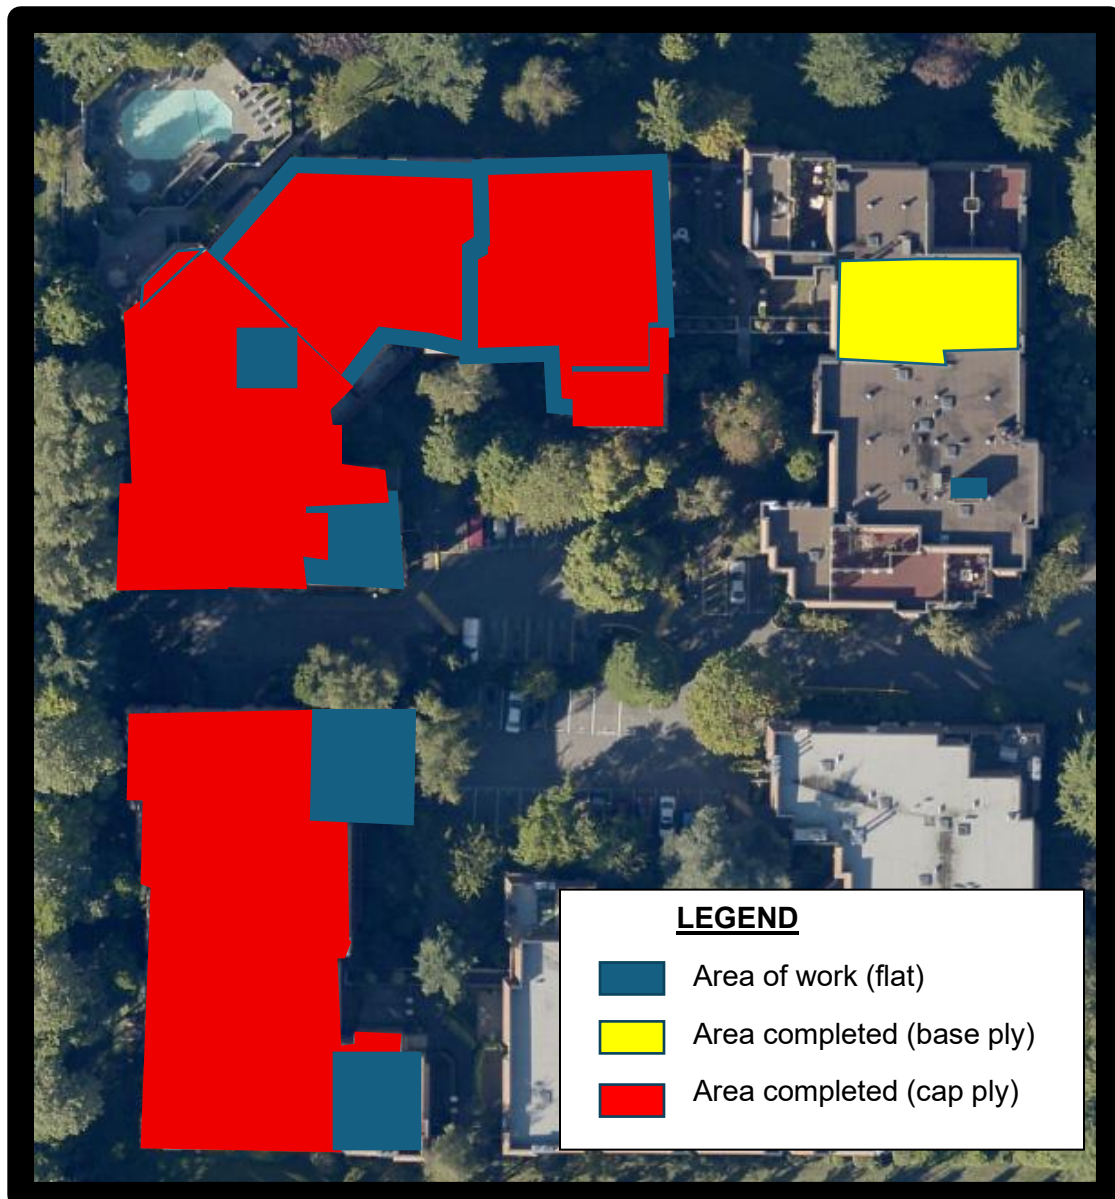 LEGEND
Area of work (flat)
Area completed (base ply)
Area completed (cap ply)